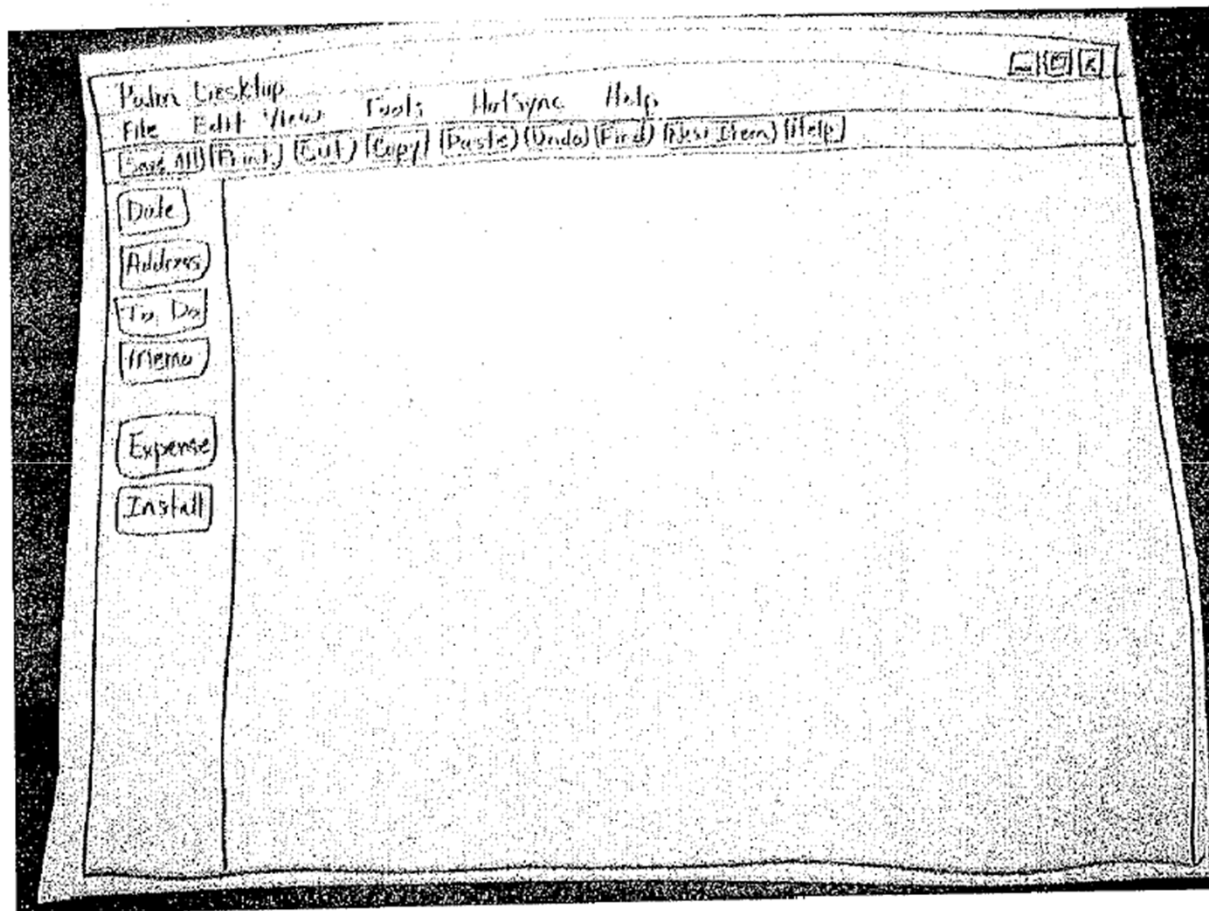 Palm Desktop
File Edit View Tools HotSync Help
Save All Print Cut Copy Paste Undo Find New Item Help
Date
Address
To Do
Memo
Expense
Install